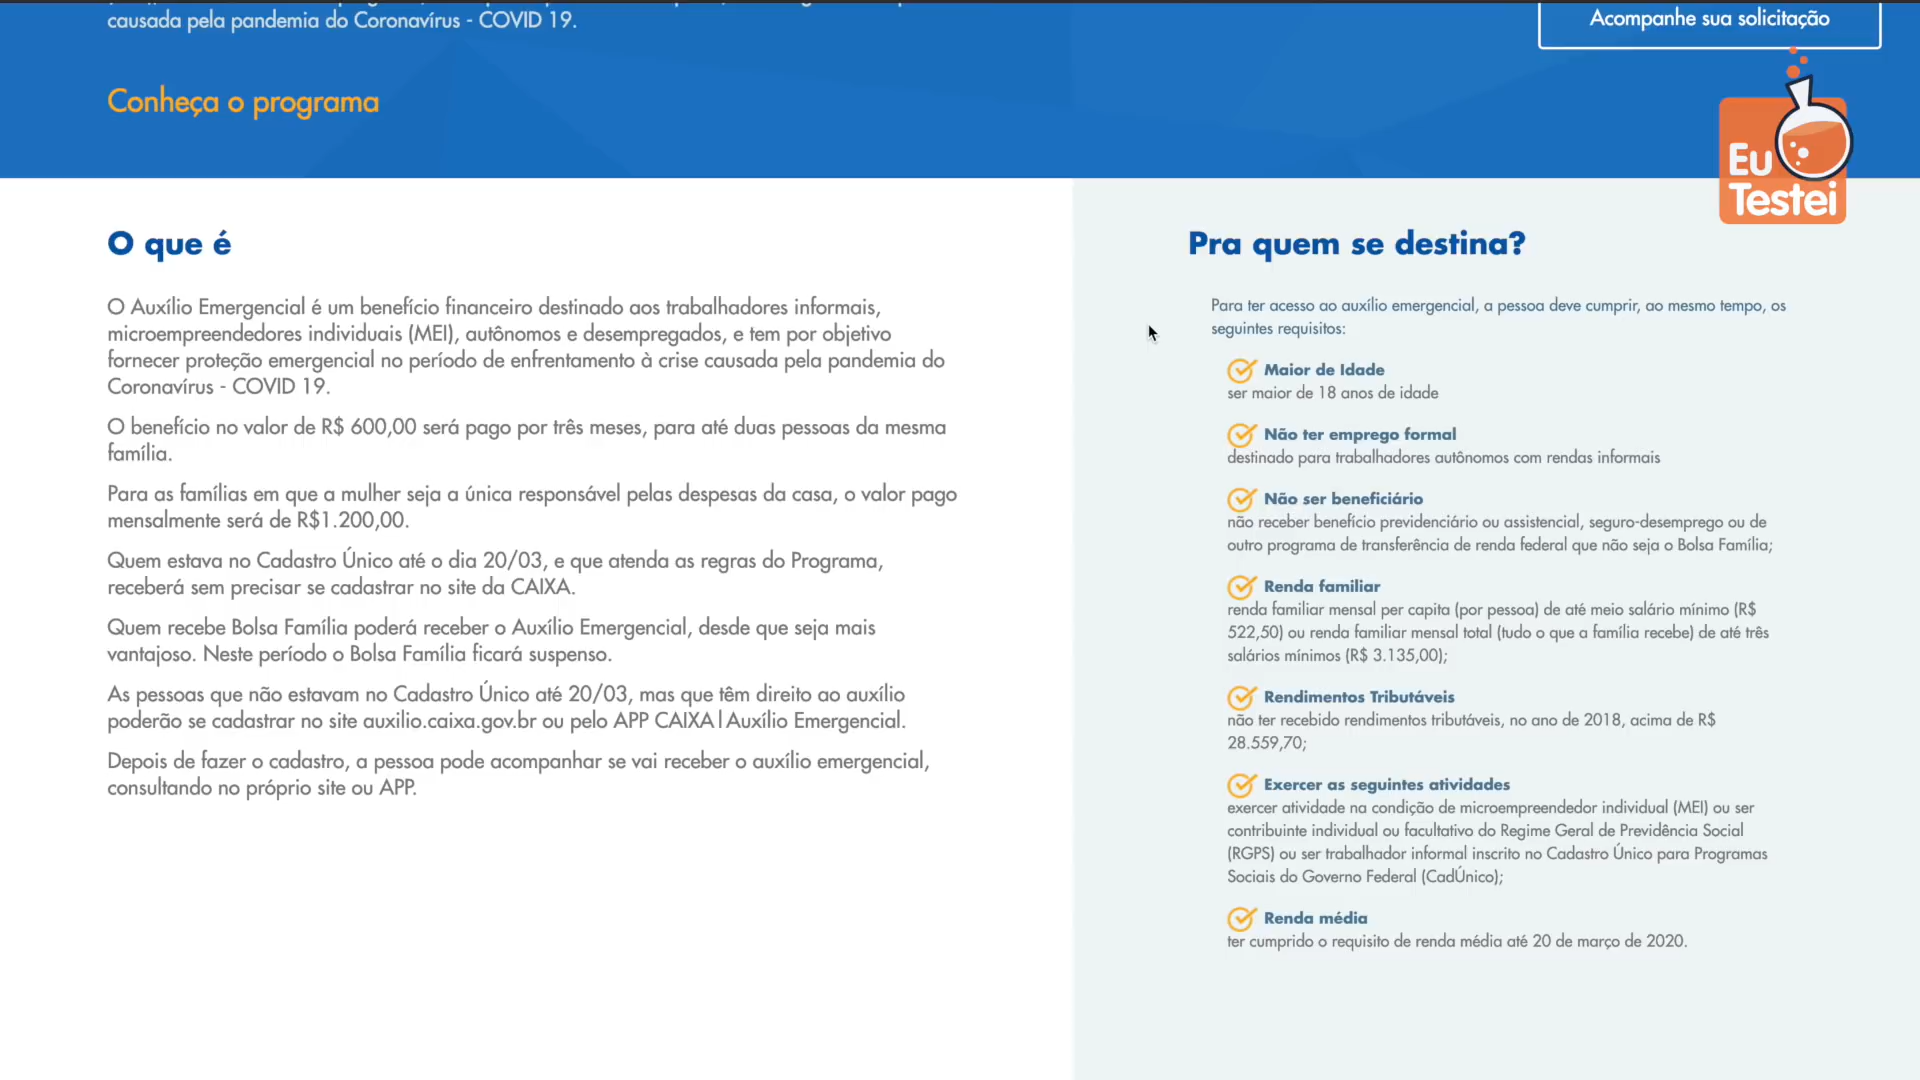 causada pela pandemia do Coronavírus - COVID 19.
Acompanhe sua solicitação
Conheça o programa
Eu
Testei
O que é
O Auxílio Emergencial é um benefício financeiro destinado aos trabalhadores informais,
microempreendedores individuais (MEI), autônomos e desempregados, e tem por objetivo
fornecer proteção emergencial no período de enfrentamento à crise causada pela pandemia do
Coronavírus - COVID 19.
O benefício no valor de R$ 600,00 será pago por três meses, para até duas pessoas da mesma
família.
Para as famílias em que a mulher seja a única responsável pelas despesas da casa, o valor pago
mensalmente será de R$1.200,00.
Quem estava no Cadastro Único até o dia 20/03, e que atenda as regras do Programa,
receberá sem precisar se cadastrar no site da CAIXA.
Quem recebe Bolsa Família poderá receber o Auxílio Emergencial, desde que seja mais
vantajoso. Neste período o Bolsa Família ficará suspenso.
As pessoas que não estavam no Cadastro Único até 20/03, mas que têm direito ao auxílio
poderão se cadastrar no site auxilio.caixa.gov.br ou pelo APP CAIXA|Auxílio Emergencial.
Depois de fazer o cadastro, a pessoa pode acompanhar se vai receber o auxílio emergencial,
consultando no próprio site ou APP.
Pra quem se destina?
Para ter acesso ao auxílio emergencial, a pessoa deve cumprir, ao mesmo tempo, os
seguintes requisitos:
Maior de Idade
ser maior de 18 anos de idade
Não ter emprego formal
destinado para trabalhadores autônomos com rendas informais
Não ser beneficiário
não receber benefício previdenciário ou assistencial, seguro-desemprego ou de
outro programa de transferência de renda federal que não seja o Bolsa Família;
Renda familiar
renda familiar mensal per capita (por pessoa) de até meio salário mínimo (R$
522,50) ou renda familiar mensal total (tudo o que a família recebe) de até três
salários mínimos (R$ 3.135,00);
Rendimentos Tributáveis
não ter recebido rendimentos tributáveis, no ano de 2018, acima de R$
28.559,70;
Exercer as seguintes atividades
exercer atividade na condição de microempreendedor individual (MEI) ou ser
contribuinte individual ou facultativo do Regime Geral de Previdência Social
(RGPS) ou ser trabalhador informal inscrito no Cadastro Único para Programas
Sociais do Governo Federal (CadÚnico);
Renda média
ter cumprido o requisito de renda média até 20 de março de 2020.